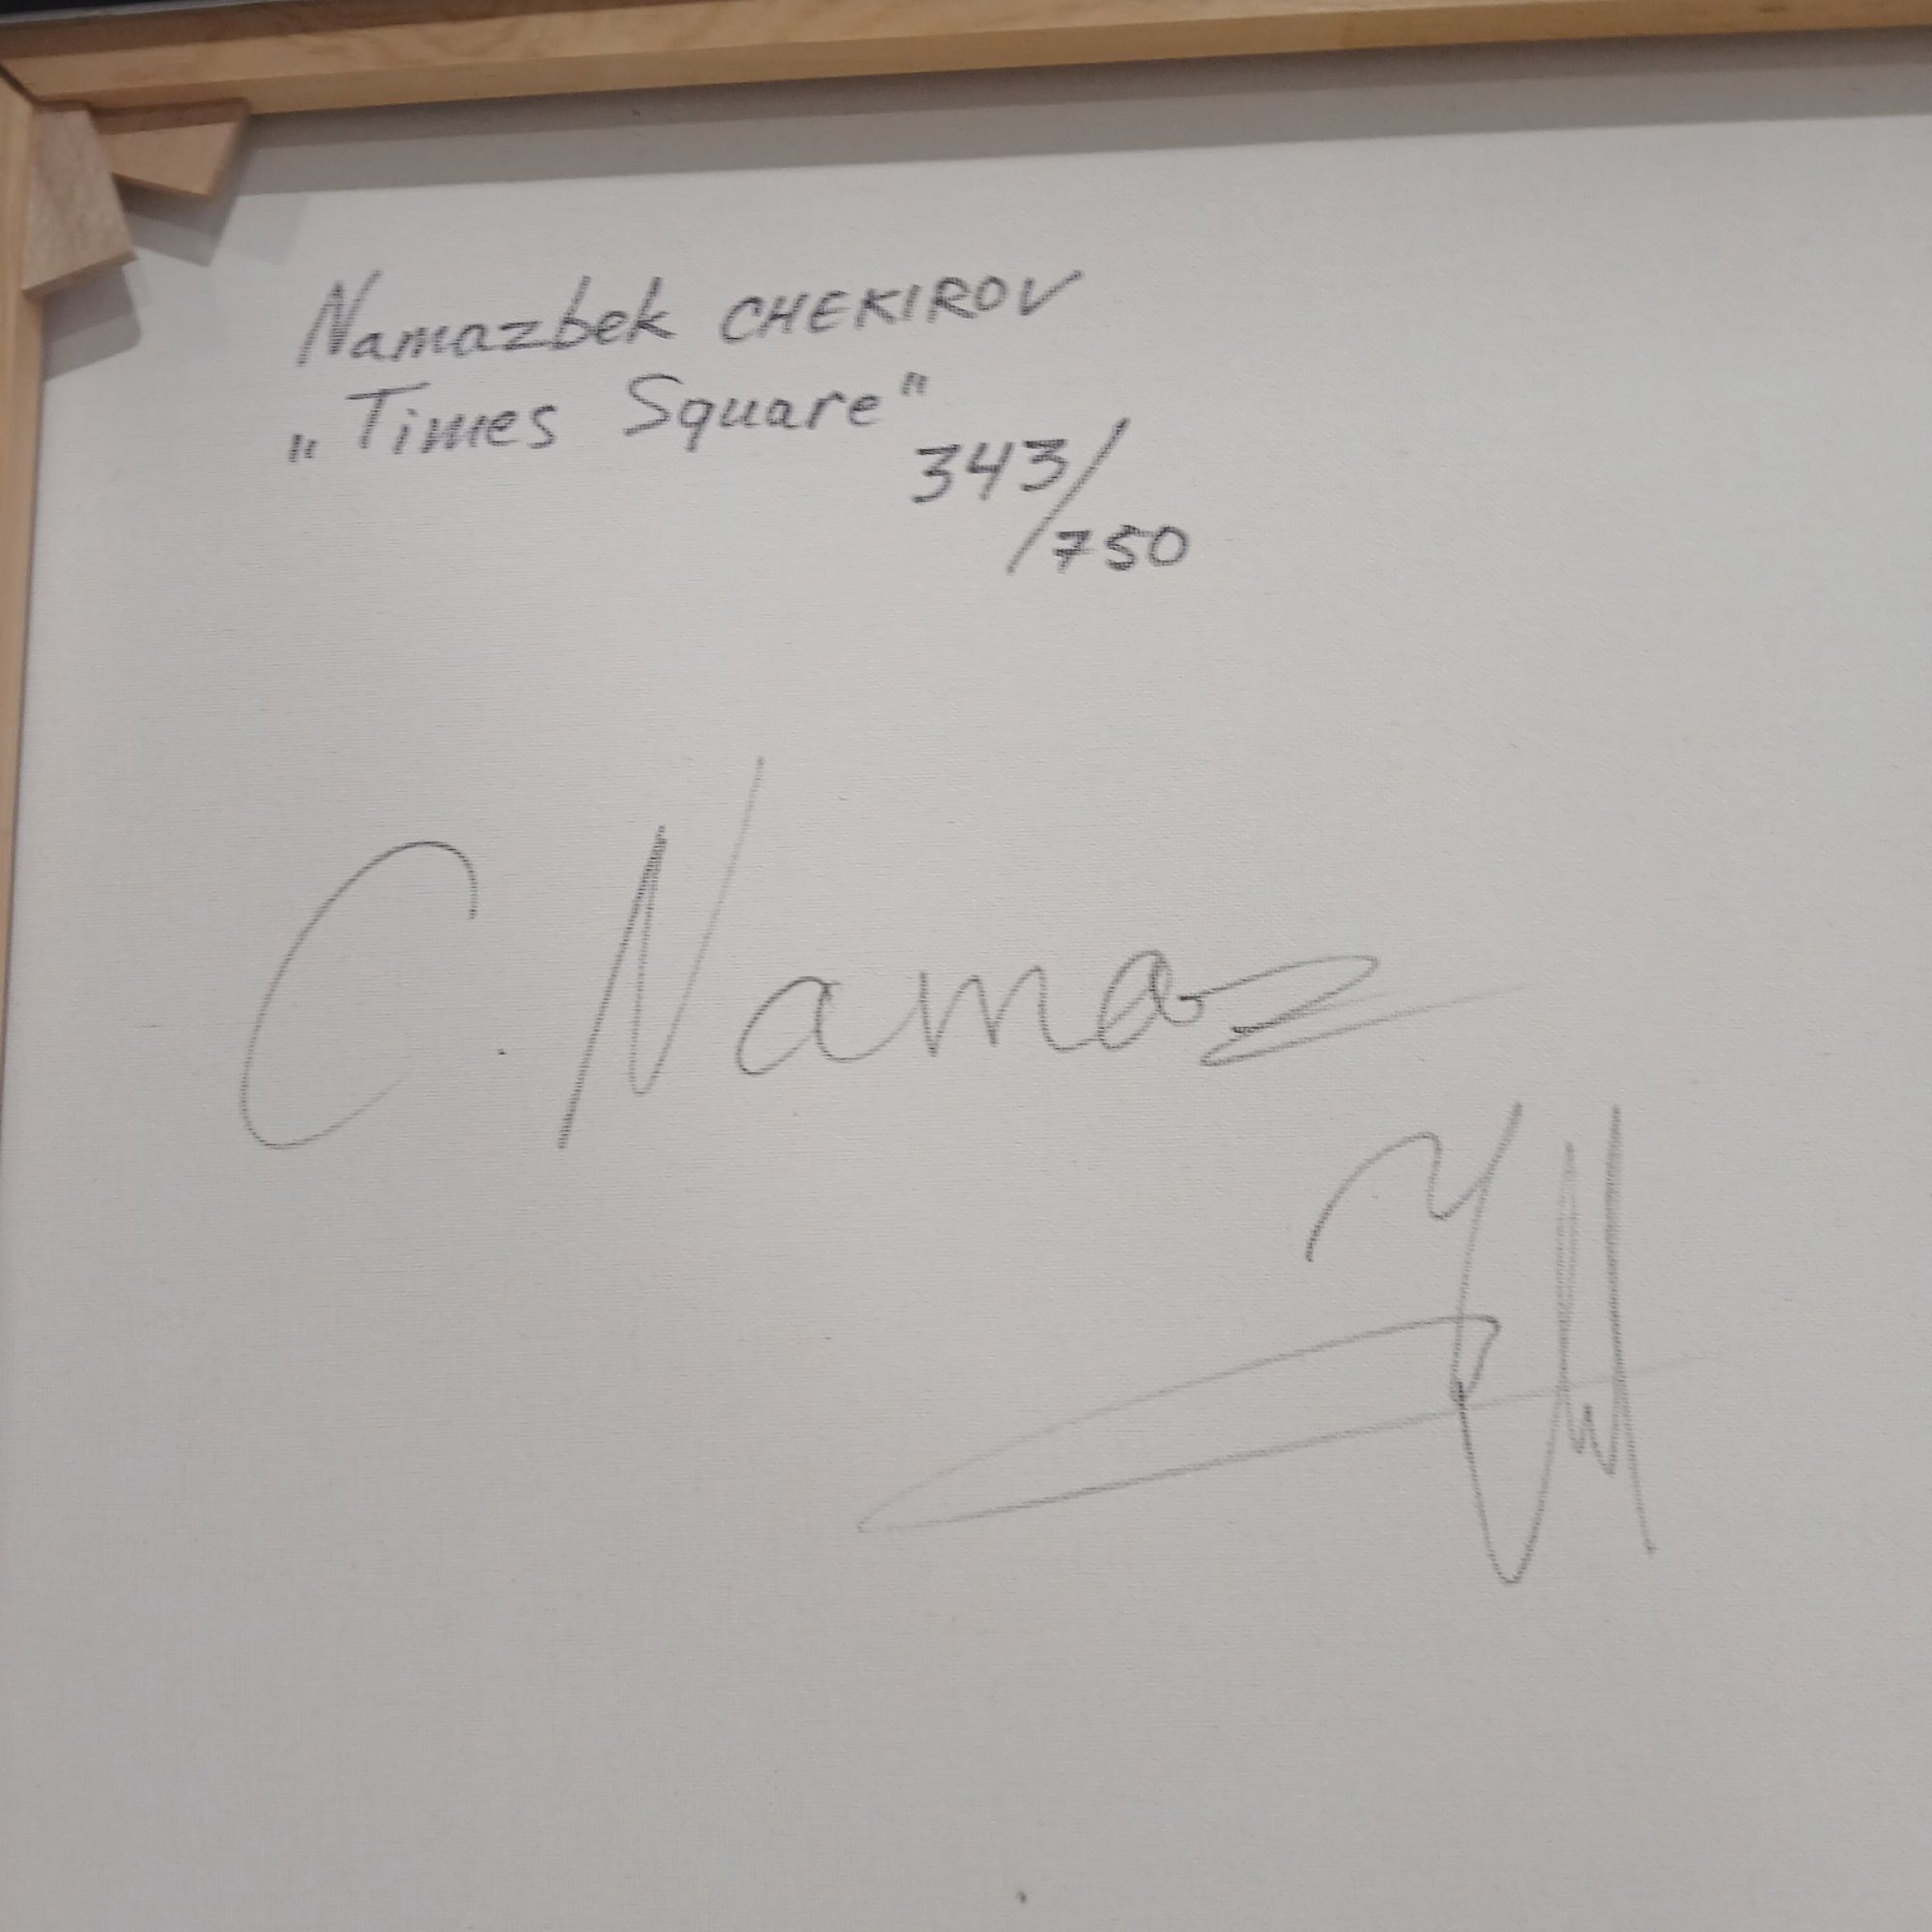 Namazbek CHEKIROV
„Times Square"
343/750
C. Namaz